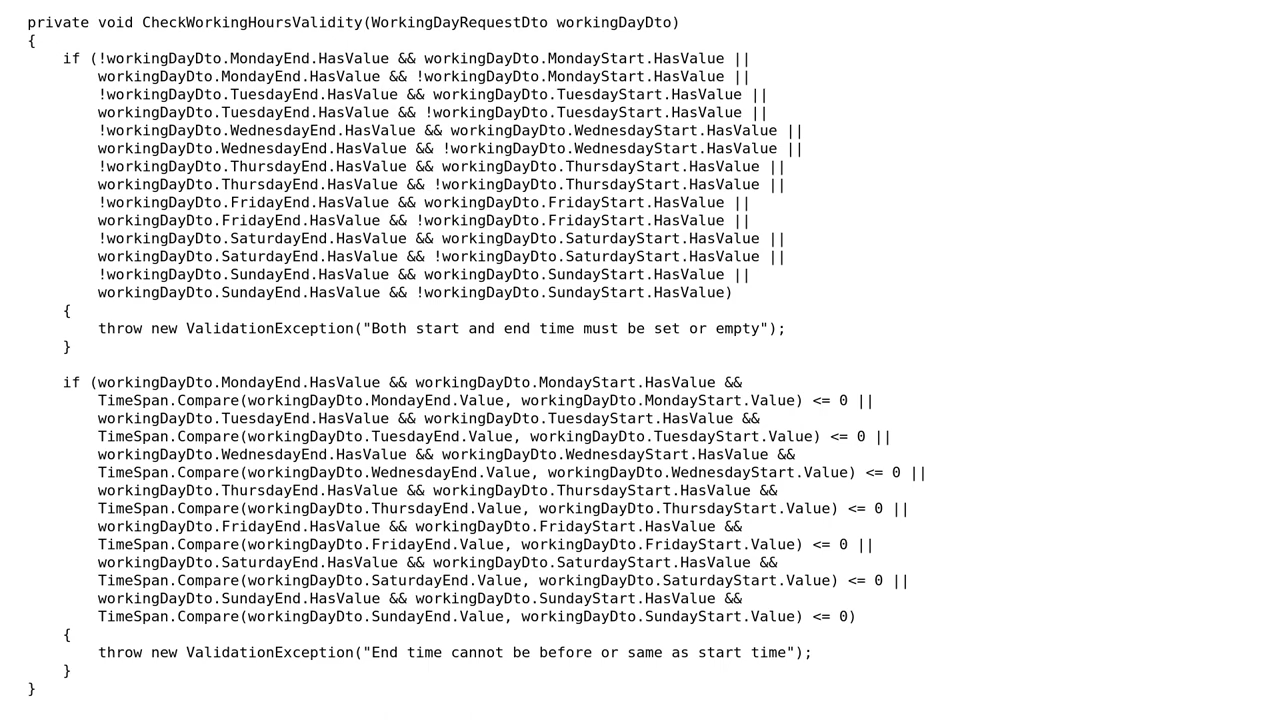 private void CheckWorkingHoursValidity(WorkingDayRequestDto workingDayDto)
{
    if (!workingDayDto.MondayEnd.HasValue && workingDayDto.MondayStart.HasValue ||
        workingDayDto.MondayEnd.HasValue && !workingDayDto.MondayStart.HasValue ||
        !workingDayDto.TuesdayEnd.HasValue && workingDayDto.TuesdayStart.HasValue ||
        workingDayDto.TuesdayEnd.HasValue && !workingDayDto.TuesdayStart.HasValue ||
        !workingDayDto.WednesdayEnd.HasValue && workingDayDto.WednesdayStart.HasValue ||
        workingDayDto.WednesdayEnd.HasValue && !workingDayDto.WednesdayStart.HasValue ||
        !workingDayDto.ThursdayEnd.HasValue && workingDayDto.ThursdayStart.HasValue ||
        workingDayDto.ThursdayEnd.HasValue && !workingDayDto.ThursdayStart.HasValue ||
        !workingDayDto.FridayEnd.HasValue && workingDayDto.FridayStart.HasValue ||
        workingDayDto.FridayEnd.HasValue && !workingDayDto.FridayStart.HasValue ||
        !workingDayDto.SaturdayEnd.HasValue && workingDayDto.SaturdayStart.HasValue ||
        workingDayDto.SaturdayEnd.HasValue && !workingDayDto.SaturdayStart.HasValue ||
        !workingDayDto.SundayEnd.HasValue && workingDayDto.SundayStart.HasValue ||
        workingDayDto.SundayEnd.HasValue && !workingDayDto.SundayStart.HasValue)
    {
        throw new ValidationException("Both start and end time must be set or empty");
    }

    if (workingDayDto.MondayEnd.HasValue && workingDayDto.MondayStart.HasValue &&
        TimeSpan.Compare(workingDayDto.MondayEnd.Value, workingDayDto.MondayStart.Value) <= 0 ||
        workingDayDto.TuesdayEnd.HasValue && workingDayDto.TuesdayStart.HasValue &&
        TimeSpan.Compare(workingDayDto.TuesdayEnd.Value, workingDayDto.TuesdayStart.Value) <= 0 ||
        workingDayDto.WednesdayEnd.HasValue && workingDayDto.WednesdayStart.HasValue &&
        TimeSpan.Compare(workingDayDto.WednesdayEnd.Value, workingDayDto.WednesdayStart.Value) <= 0 ||
        workingDayDto.ThursdayEnd.HasValue && workingDayDto.ThursdayStart.HasValue &&
        TimeSpan.Compare(workingDayDto.ThursdayEnd.Value, workingDayDto.ThursdayStart.Value) <= 0 ||
        workingDayDto.FridayEnd.HasValue && workingDayDto.FridayStart.HasValue &&
        TimeSpan.Compare(workingDayDto.FridayEnd.Value, workingDayDto.FridayStart.Value) <= 0 ||
        workingDayDto.SaturdayEnd.HasValue && workingDayDto.SaturdayStart.HasValue &&
        TimeSpan.Compare(workingDayDto.SaturdayEnd.Value, workingDayDto.SaturdayStart.Value) <= 0 ||
        workingDayDto.SundayEnd.HasValue && workingDayDto.SundayStart.HasValue &&
        TimeSpan.Compare(workingDayDto.SundayEnd.Value, workingDayDto.SundayStart.Value) <= 0)
    {
        throw new ValidationException("End time cannot be before or same as start time");
    }
}